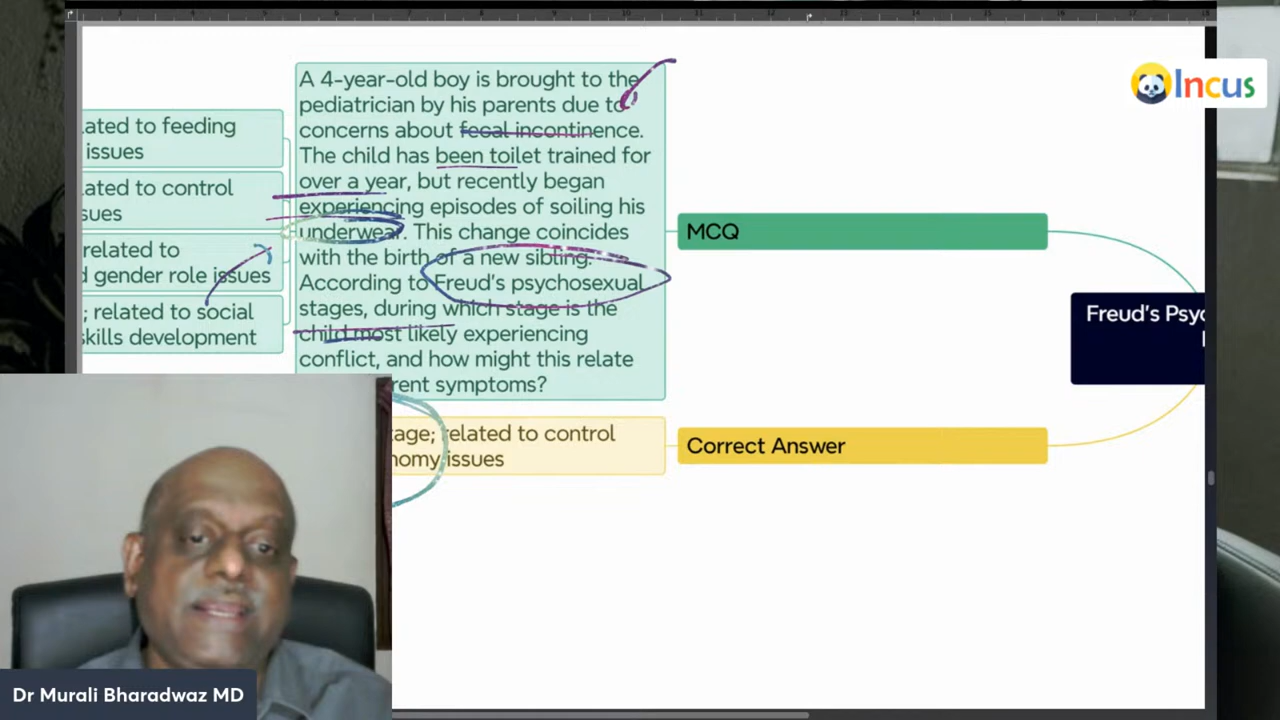 Incus
A 4-year-old boy is brought to the
pediatrician by his parents due to
concerns about fecal incontinence.
The child has been toilet trained for
over a year, but recently began
experiencing episodes of soiling his
underwear. This change coincides
with the birth of a new sibling.
According to Freud's psychosexual
stages, during which stage is the
child most likely experiencing
conflict, and how might this relate
rent symptoms?
lated to feeding
issues
lated to control
sues
related to
d gender role issues
; related to social
skills development
MCQ
Freud's Psyc
tage; related to control
nomy issues
Correct Answer
Dr Murali Bharadwaz MD